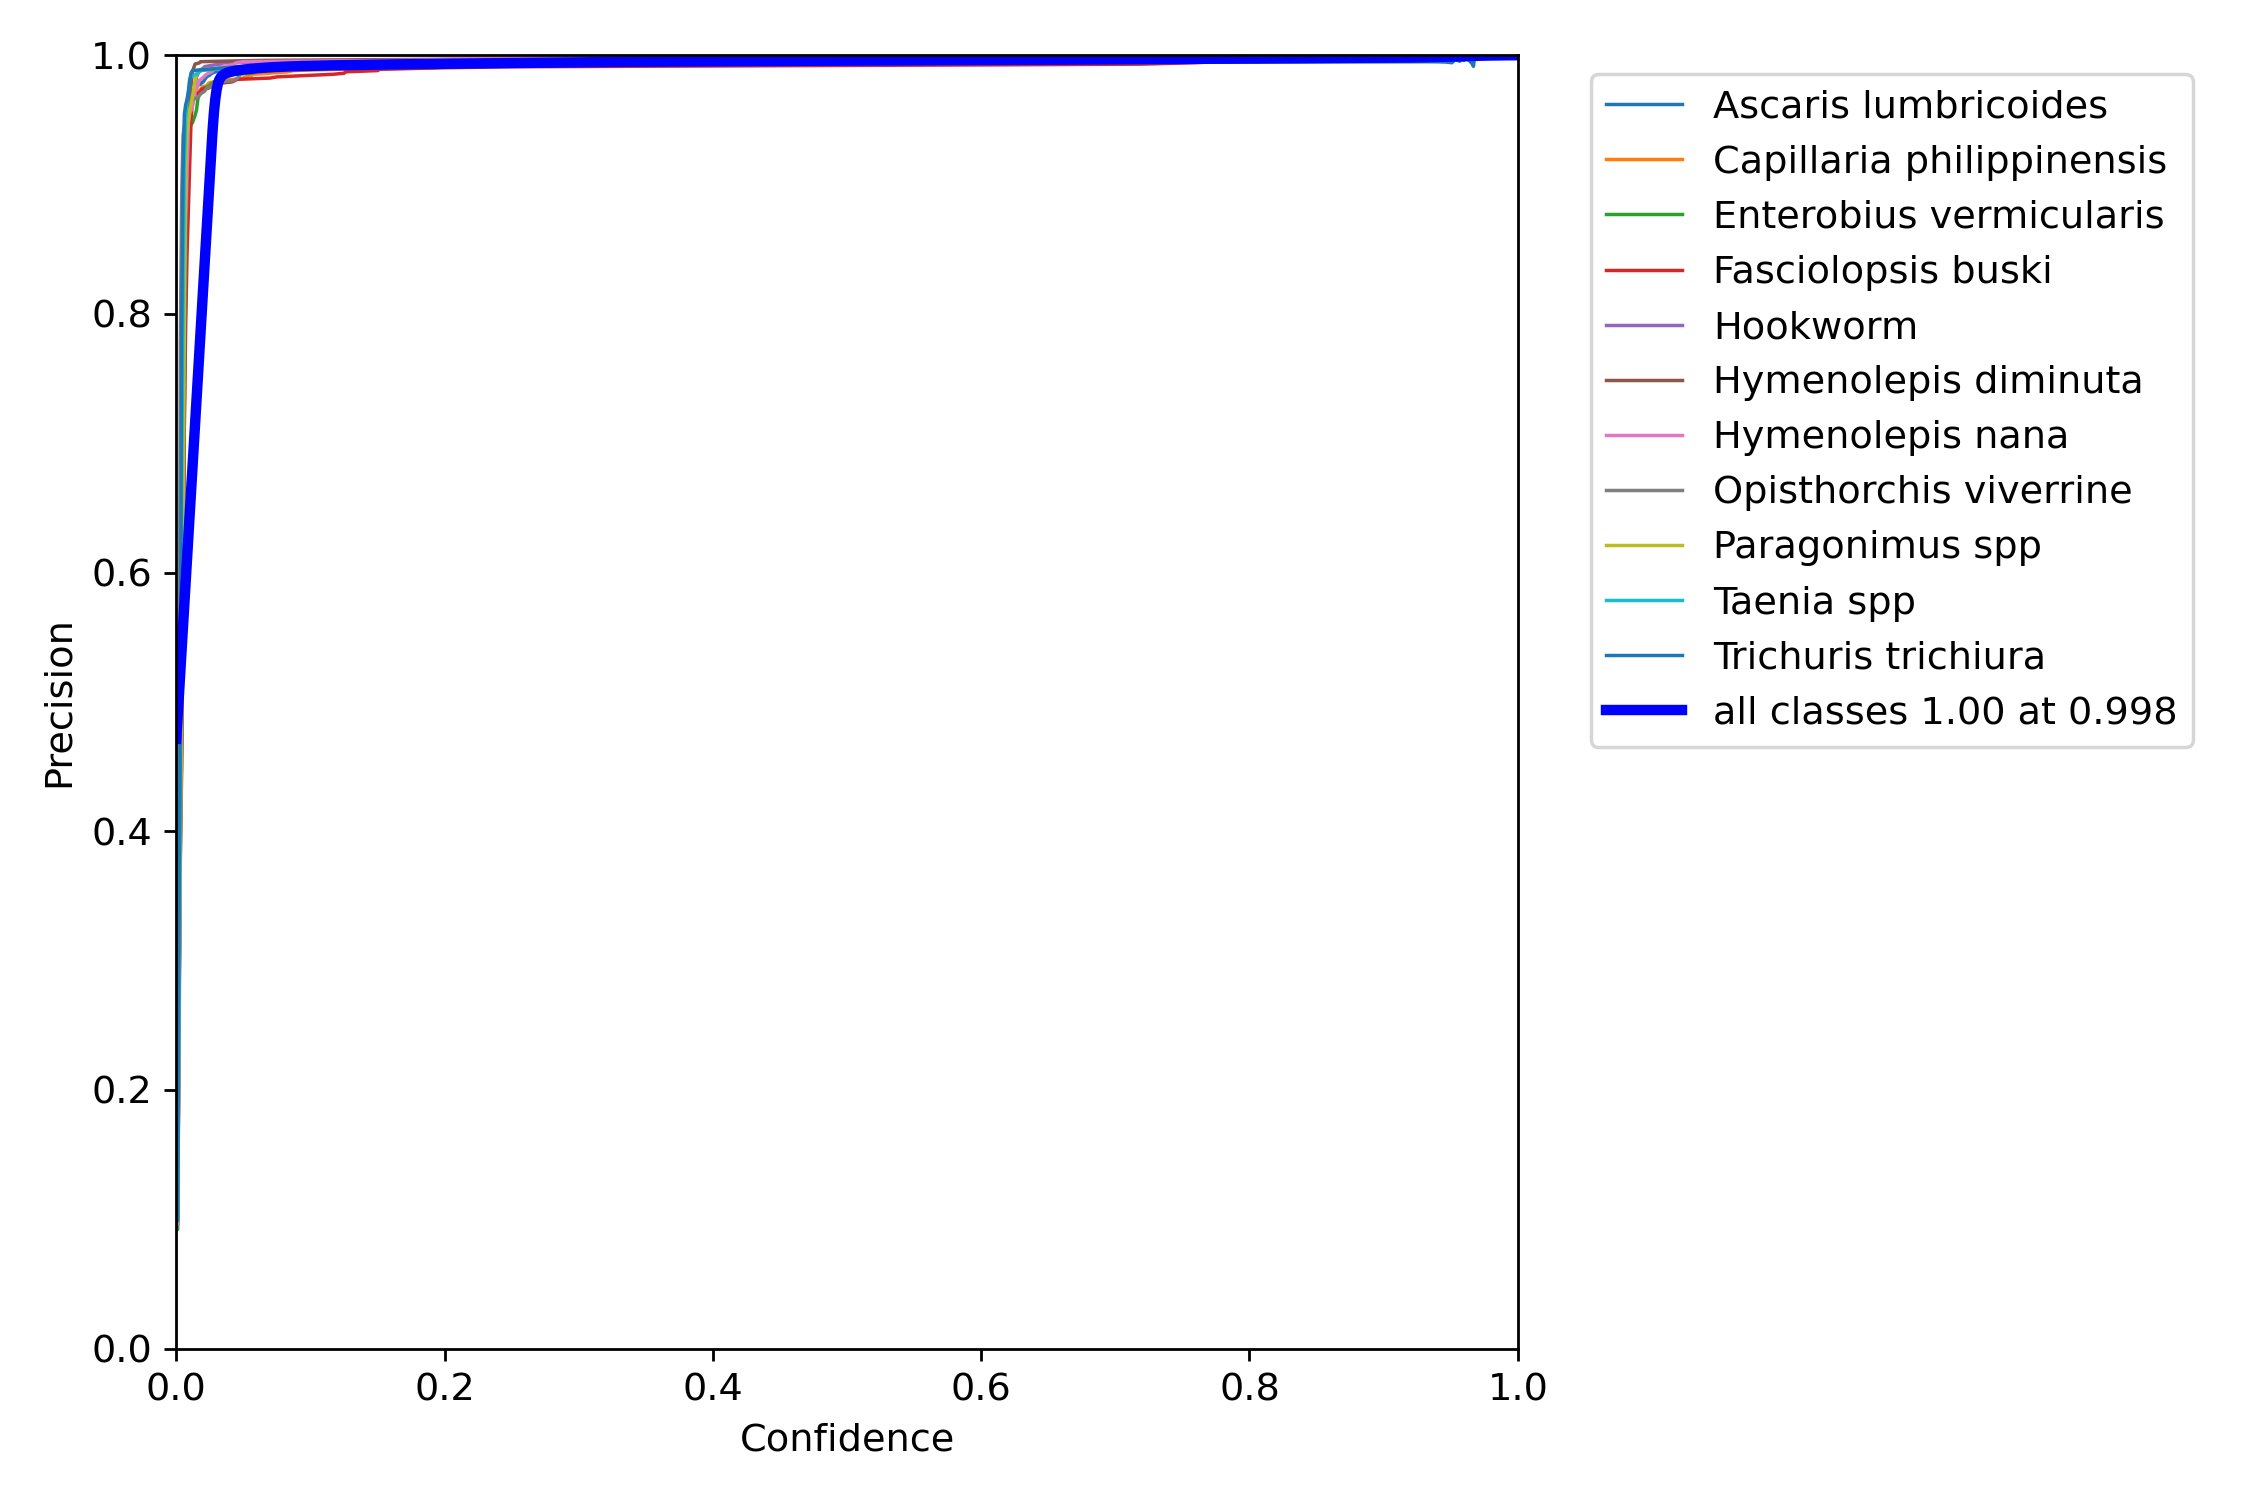 1.0
0.8
0.6
0.4
0.2
0.0
Precision
0.0 0.2 0.4 0.6 0.8 1.0
Confidence
Ascaris lumbricoides
Capillaria philippinensis
Enterobius vermicularis
Fasciolopsis buski
Hookworm
Hymenolepis diminuta
Hymenolepis nana
Opisthorchis viverrine
Paragonimus spp
Taenia spp
Trichuris trichiura
all classes 1.00 at 0.998